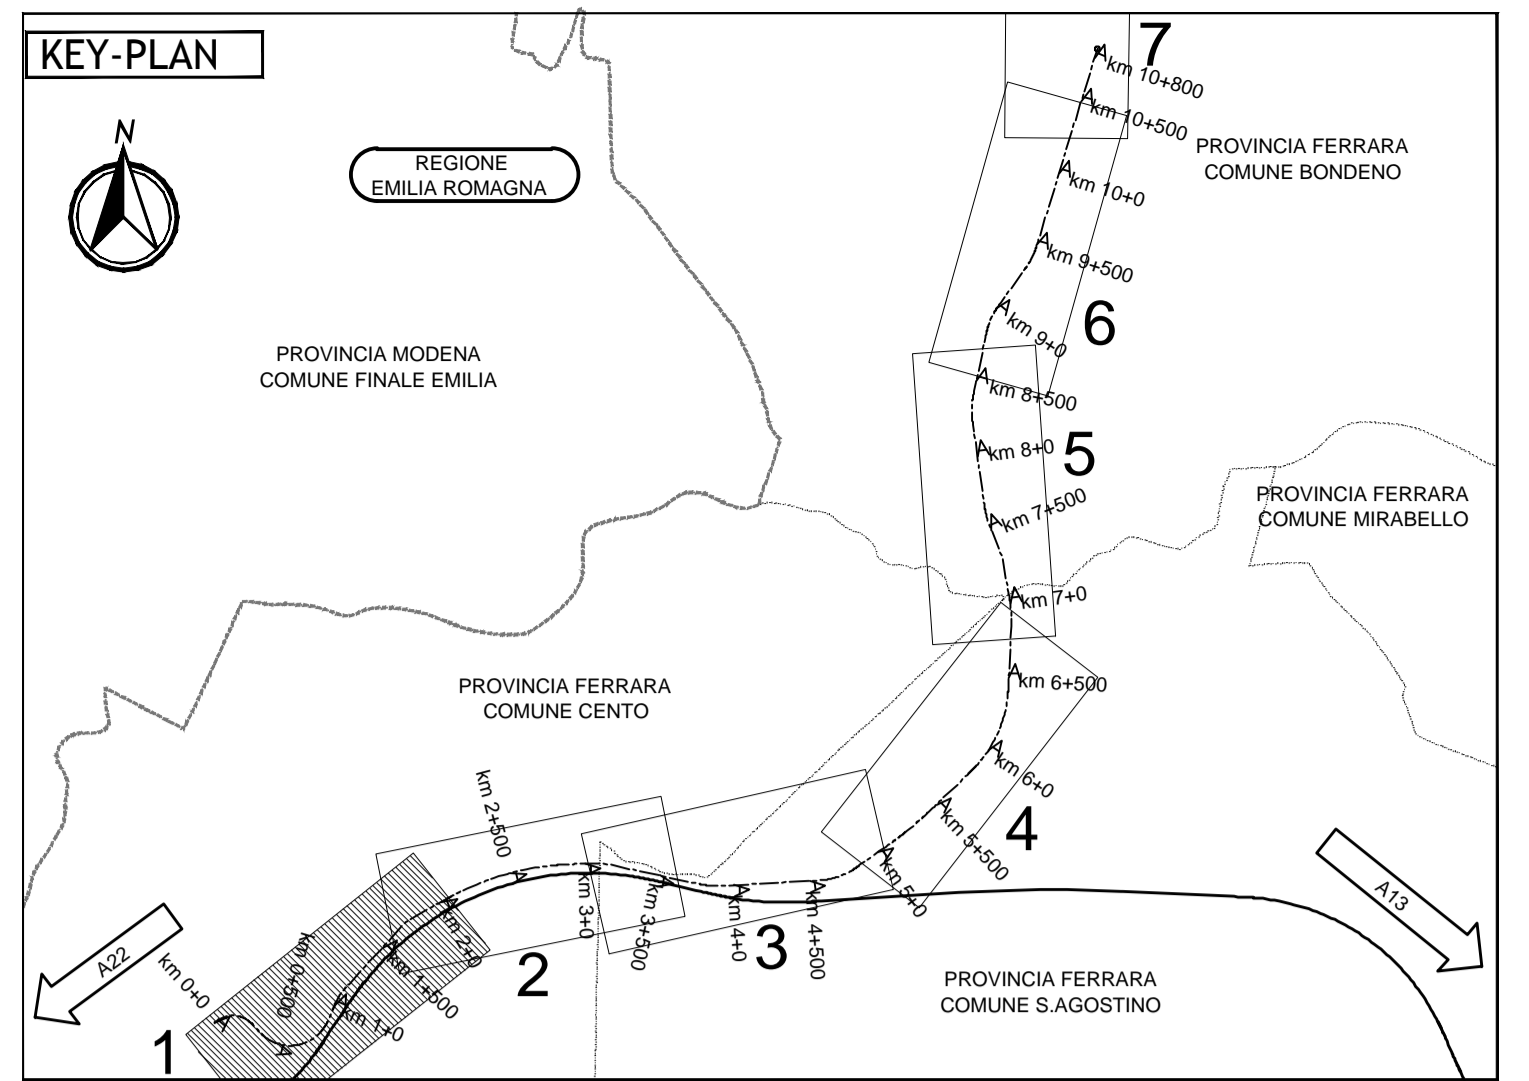 KEY-PLAN
N
REGIONE
EMILIA ROMAGNA
7
km 10+800
km 10+500
PROVINCIA FERRARA
COMUNE BONDENO
km 10+0
km 9+500
6
km 9+0
PROVINCIA MODENA
COMUNE FINALE EMILIA
km 8+500
5
km 8+0
km 7+500
PROVINCIA FERRARA
COMUNE MIRABELLO
km 7+0
km 6+500
PROVINCIA FERRARA
COMUNE CENTO
km 6+0
4
km 5+500
km 5+0
km 2+500
A13
A22
km 0+0
km 0+500
km 1+0
km 1+500
km 2+0
2
km 3+0
km 3+500
km 4+0
3
km 4+500
PROVINCIA FERRARA
COMUNE S.AGOSTINO
1